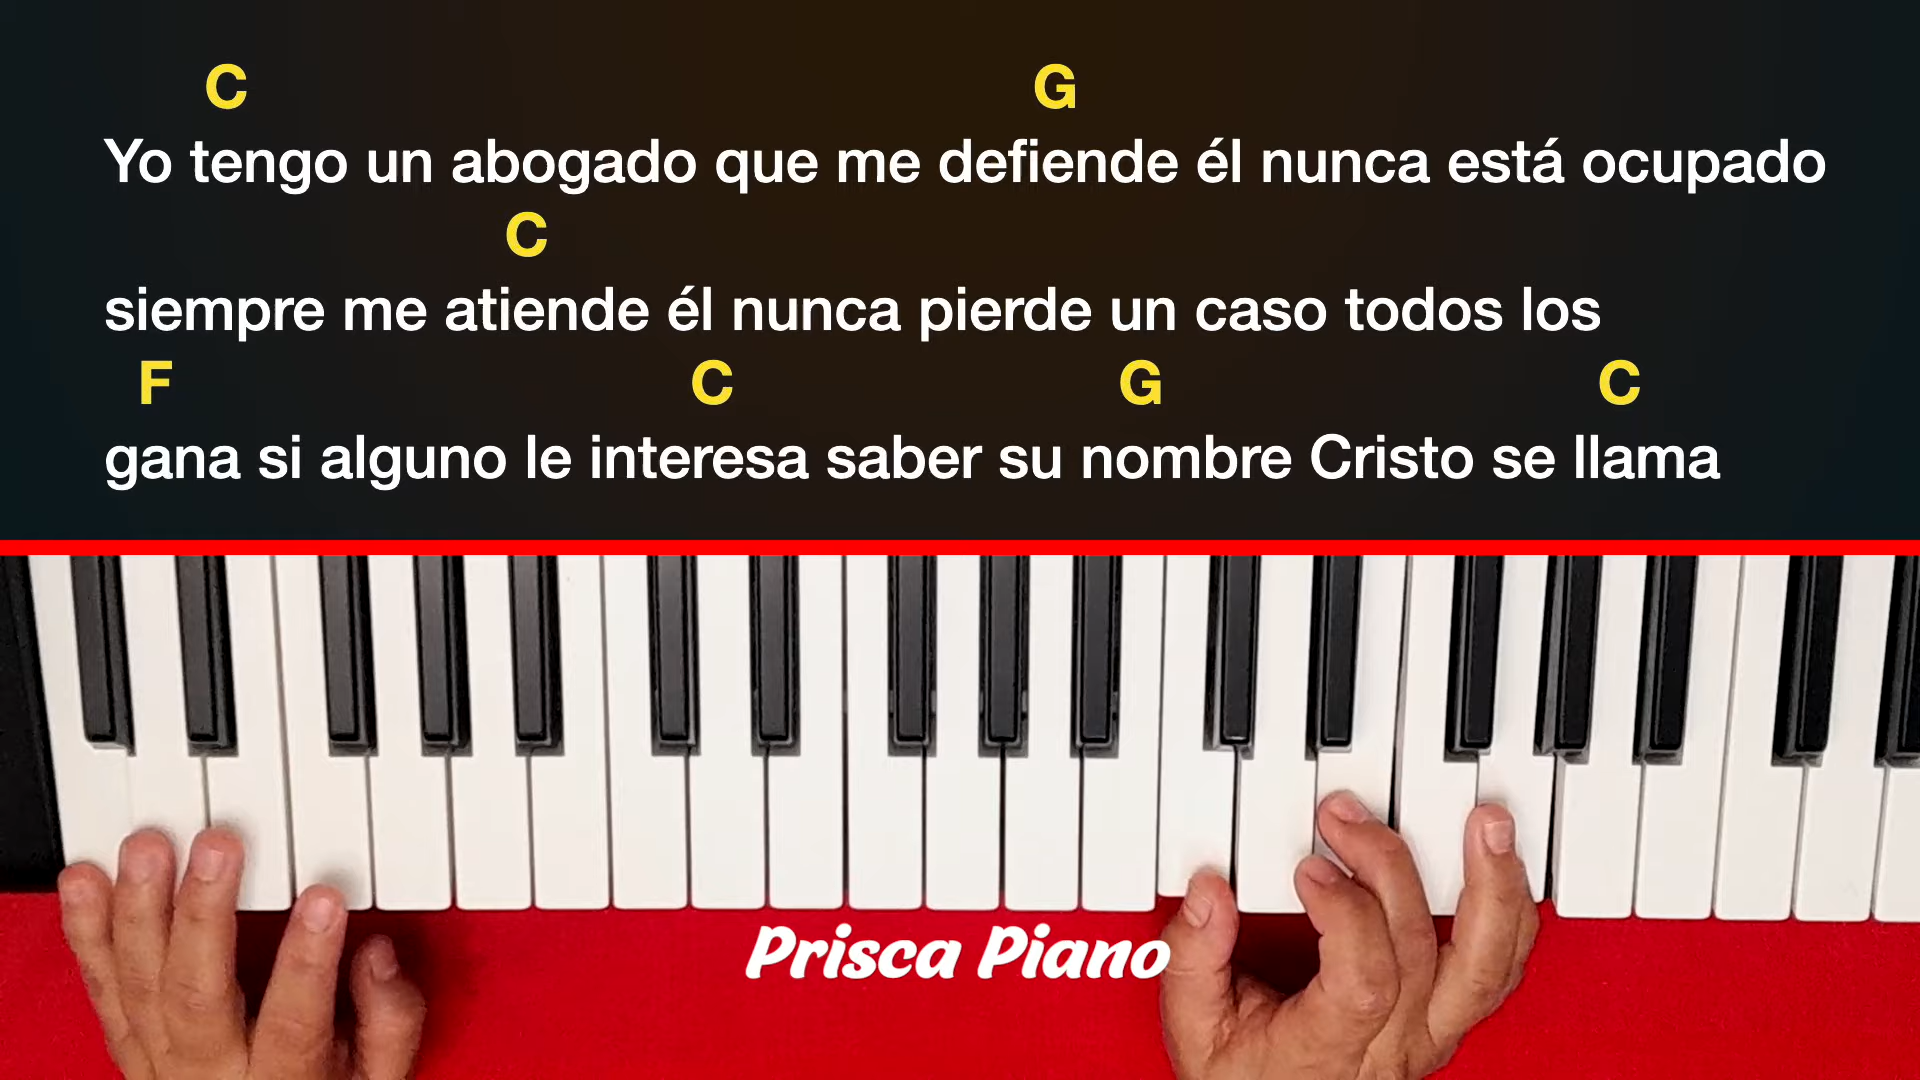 C G
Yo tengo un abogado que me defiende él nunca está ocupado
C
siempre me atiende él nunca pierde un caso todos los
F C G C
gana si alguno le interesa saber su nombre Cristo se llama
Prisca Piano